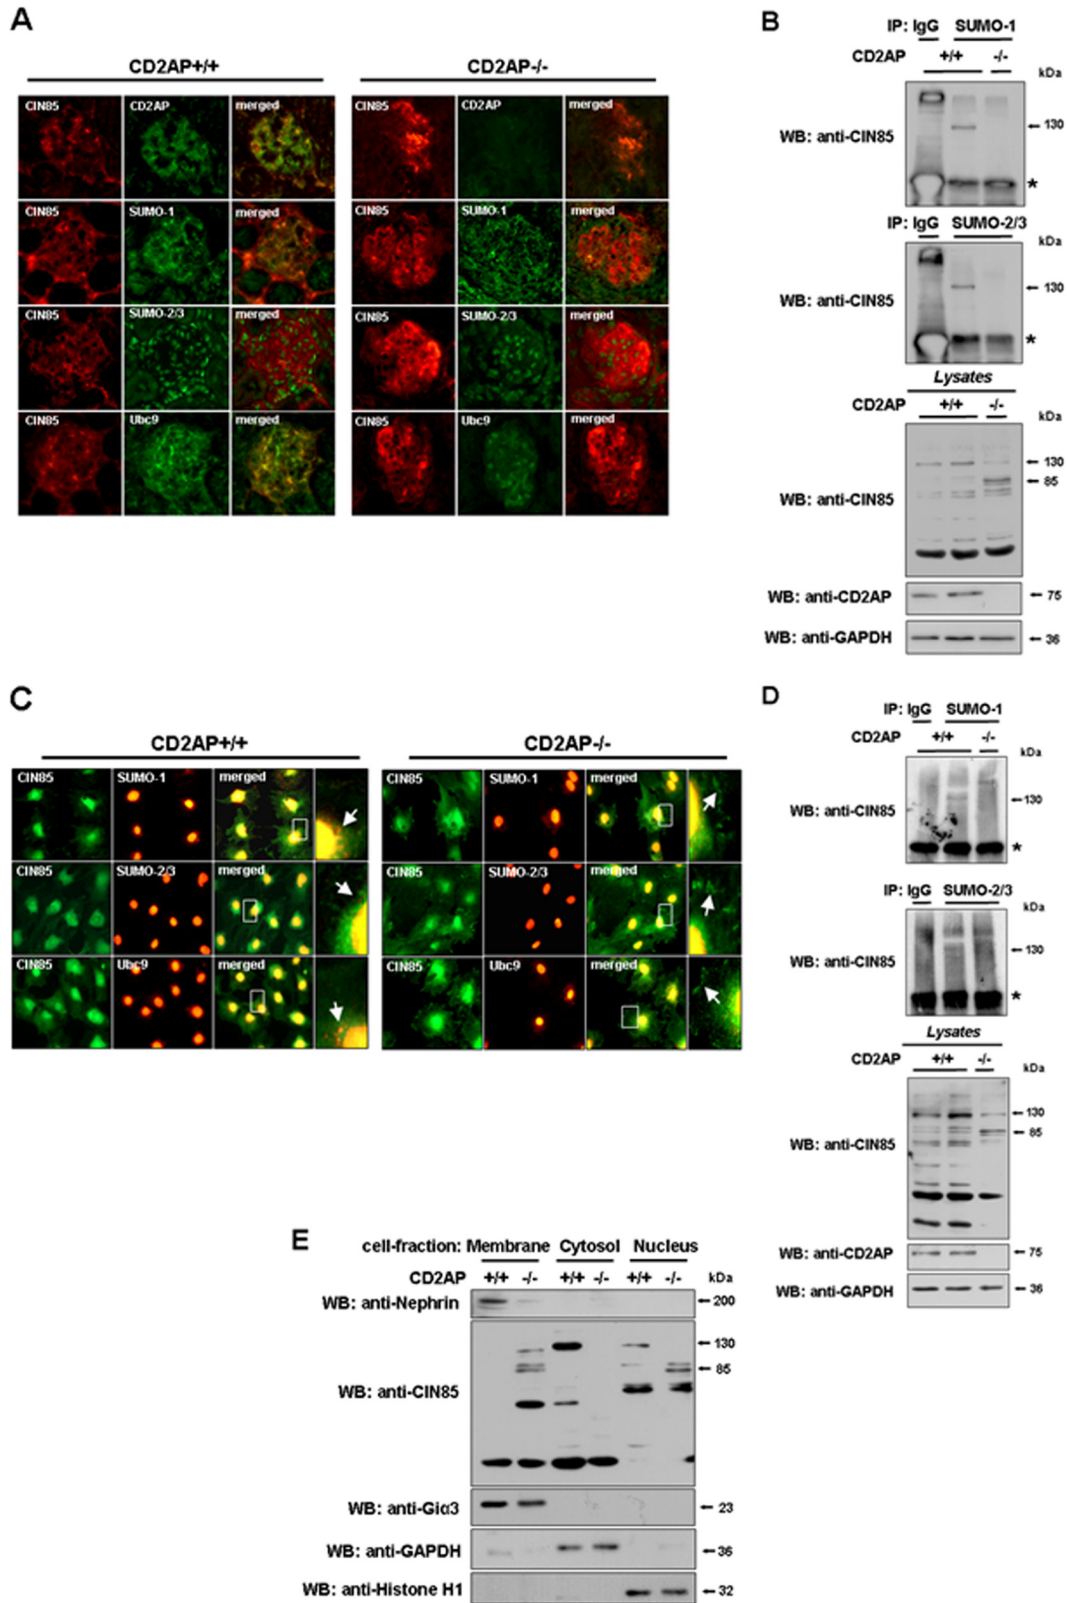 A
CD2AP+/+ CD2AP-/-
CIN85 CD2AP merged CIN85 CD2AP merged
CIN85 SUMO-1 merged CIN85 SUMO-1 merged
CIN85 SUMO-2/3 merged CIN85 SUMO-2/3 merged
CIN85 Ubc9 merged CIN85 Ubc9 merged
B
IP: IgG SUMO-1
CD2AP +/+ -/-
kDa
WB: anti-CIN85 130
*
IP: IgG SUMO-2/3
kDa
WB: anti-CIN85 130
*
Lysates
CD2AP +/+ -/-
kDa
130
85
WB: anti-CIN85
WB: anti-CD2AP 75
WB: anti-GAPDH 36
C
CD2AP+/+ CD2AP-/-
CIN85 SUMO-1 merged CIN85 SUMO-1 merged
CIN85 SUMO-2/3 merged CIN85 SUMO-2/3 merged
CIN85 Ubc9 merged CIN85 Ubc9 merged
D
IP: IgG SUMO-1
CD2AP +/+ -/-
kDa
WB: anti-CIN85 130
*
IP: IgG SUMO-2/3
kDa
WB: anti-CIN85 130
*
Lysates
CD2AP +/+ -/-
kDa
130
85
WB: anti-CIN85
WB: anti-CD2AP 75
WB: anti-GAPDH 36
E
cell-fraction: Membrane Cytosol Nucleus
CD2AP +/+ -/- +/+ -/- +/+ -/- kDa
WB: anti-Nephrin 200
130
85
WB: anti-CIN85
WB: anti-Giα3 23
WB: anti-GAPDH 36
WB: anti-Histone H1 32